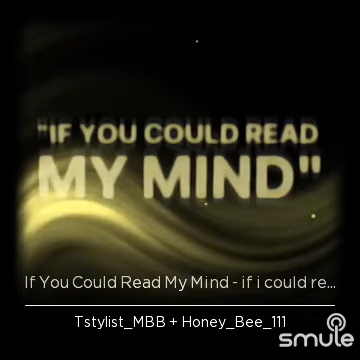 "IF YOU COULD READ
MY MIND"
If You Could Read My Mind - if i could re...
Tstylist_MBB + Honey_Bee_111
smule